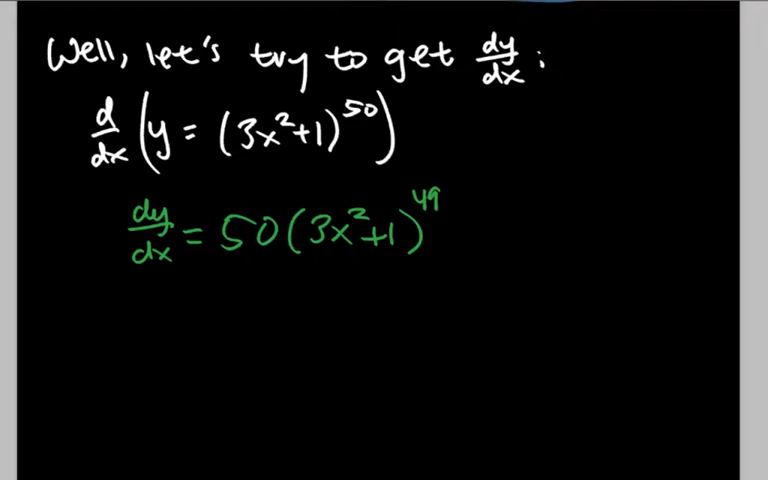 Well, let's try to get dy/dx :
d/dx (y = (3x²+1)⁵⁰)
dy/dx = 50(3x²+1)⁴⁹